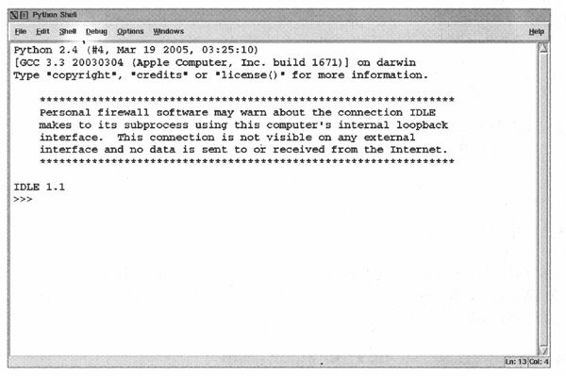 Python Shell
File Edit Shell Debug Options Windows Help
Python 2.4 (#4, Mar 19 2005, 03:25:10)
[GCC 3.3 20030304 (Apple Computer, Inc. build 1671)] on darwin
Type "copyright", "credits" or "license()" for more information.
****************************************************************
Personal firewall software may warn about the connection IDLE
makes to its subprocess using this computer's internal loopback
interface. This connection is not visible on any external
interface and no data is sent to or received from the Internet.
****************************************************************
IDLE 1.1
>>>
Ln: 13 Col: 4